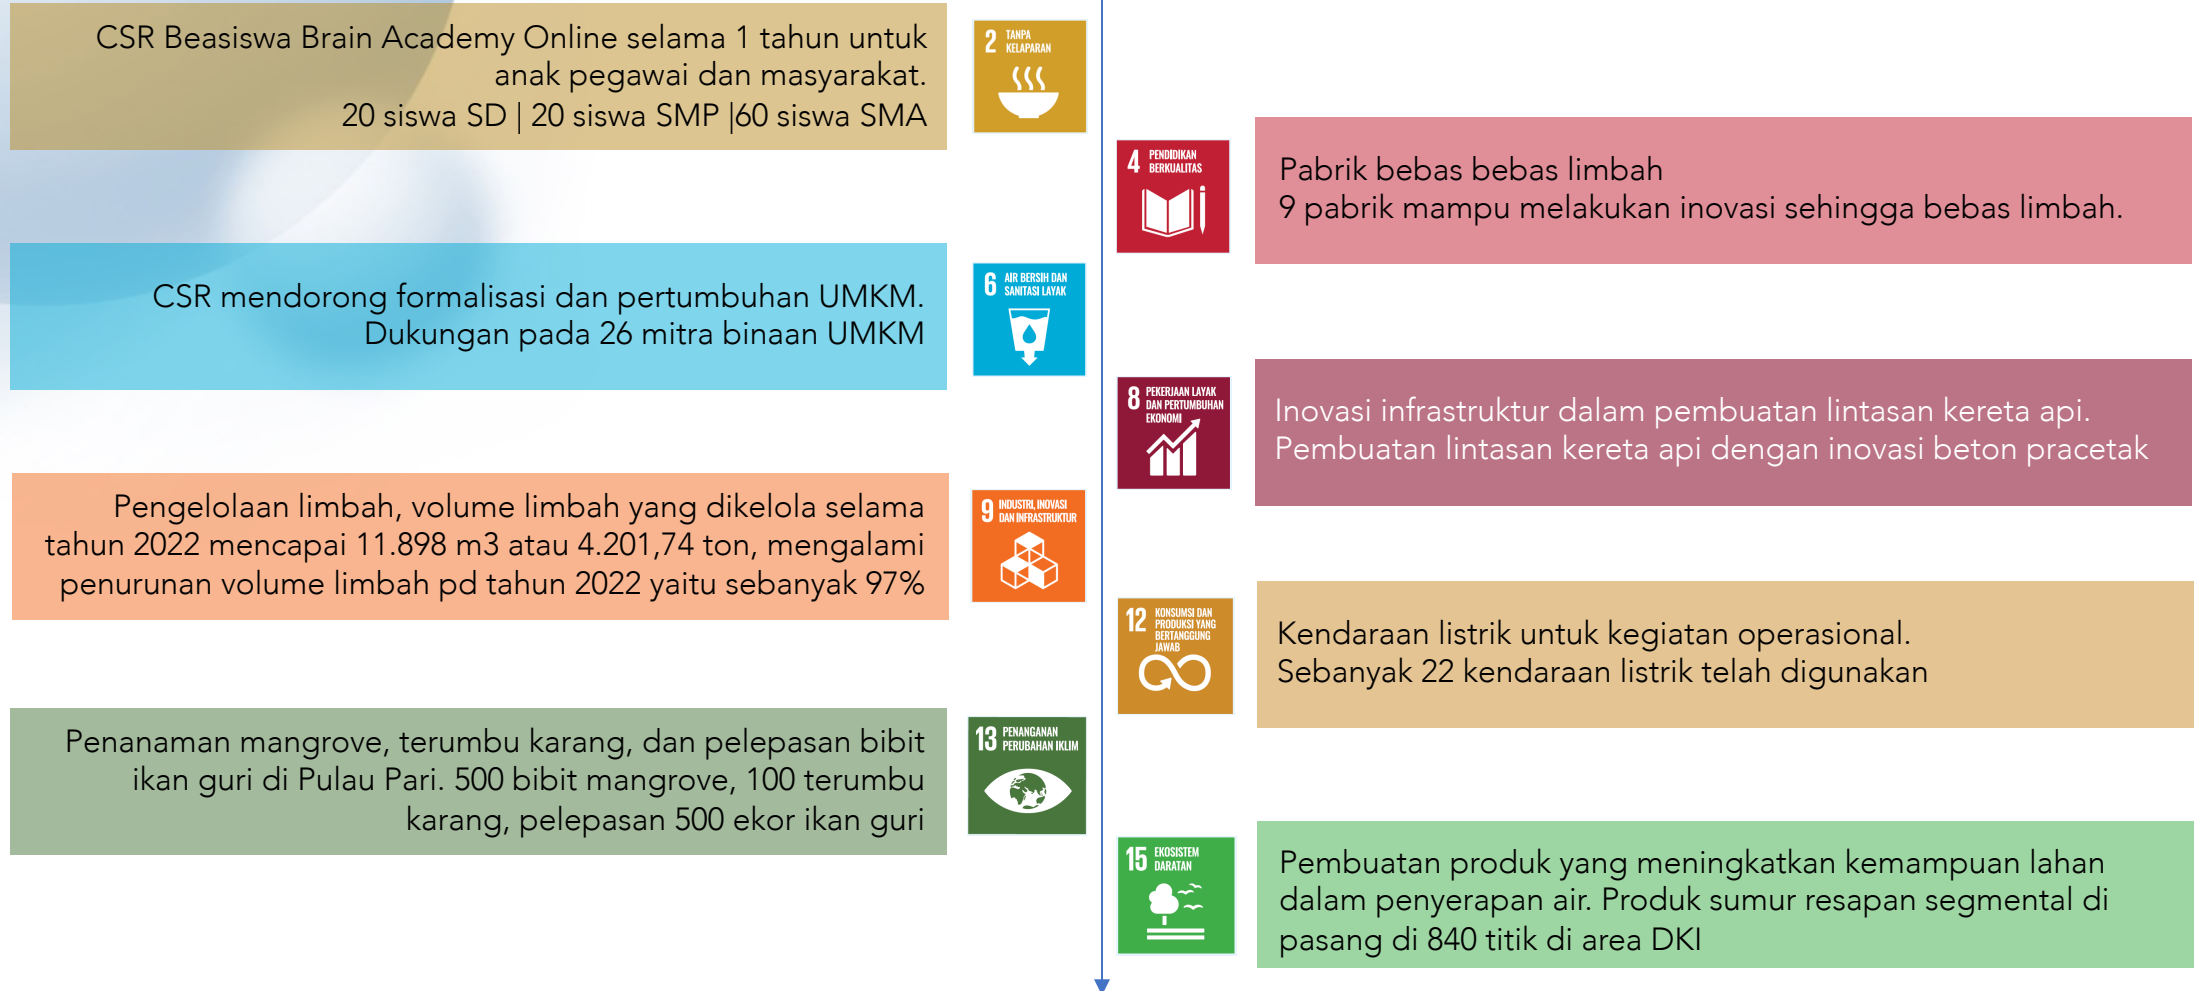 CSR Beasiswa Brain Academy Online selama 1 tahun untuk
anak pegawai dan masyarakat.
20 siswa SD | 20 siswa SMP |60 siswa SMA
2 TANPA
KELAPARAN
4 PENDIDIKAN
BERKUALITAS
Pabrik bebas bebas limbah
9 pabrik mampu melakukan inovasi sehingga bebas limbah.
CSR mendorong formalisasi dan pertumbuhan UMKM.
Dukungan pada 26 mitra binaan UMKM
6 AIR BERSIH DAN
SANITASI LAYAK
8 PEKERJAAN LAYAK
DAN PERTUMBUHAN
EKONOMI
Inovasi infrastruktur dalam pembuatan lintasan kereta api.
Pembuatan lintasan kereta api dengan inovasi beton pracetak
Pengelolaan limbah, volume limbah yang dikelola selama
tahun 2022 mencapai 11.898 m3 atau 4.201,74 ton, mengalami
penurunan volume limbah pd tahun 2022 yaitu sebanyak 97%
9 INDUSTRI, INOVASI
DAN INFRASTRUKTUR
12 KONSUMSI DAN
PRODUKSI YANG
BERTANGGUNG
JAWAB
Kendaraan listrik untuk kegiatan operasional.
Sebanyak 22 kendaraan listrik telah digunakan
Penanaman mangrove, terumbu karang, dan pelepasan bibit
ikan guri di Pulau Pari. 500 bibit mangrove, 100 terumbu
karang, pelepasan 500 ekor ikan guri
13 PENANGANAN
PERUBAHAN IKLIM
15 EKOSISTEM
DARATAN
Pembuatan produk yang meningkatkan kemampuan lahan
dalam penyerapan air. Produk sumur resapan segmental di
pasang di 840 titik di area DKI